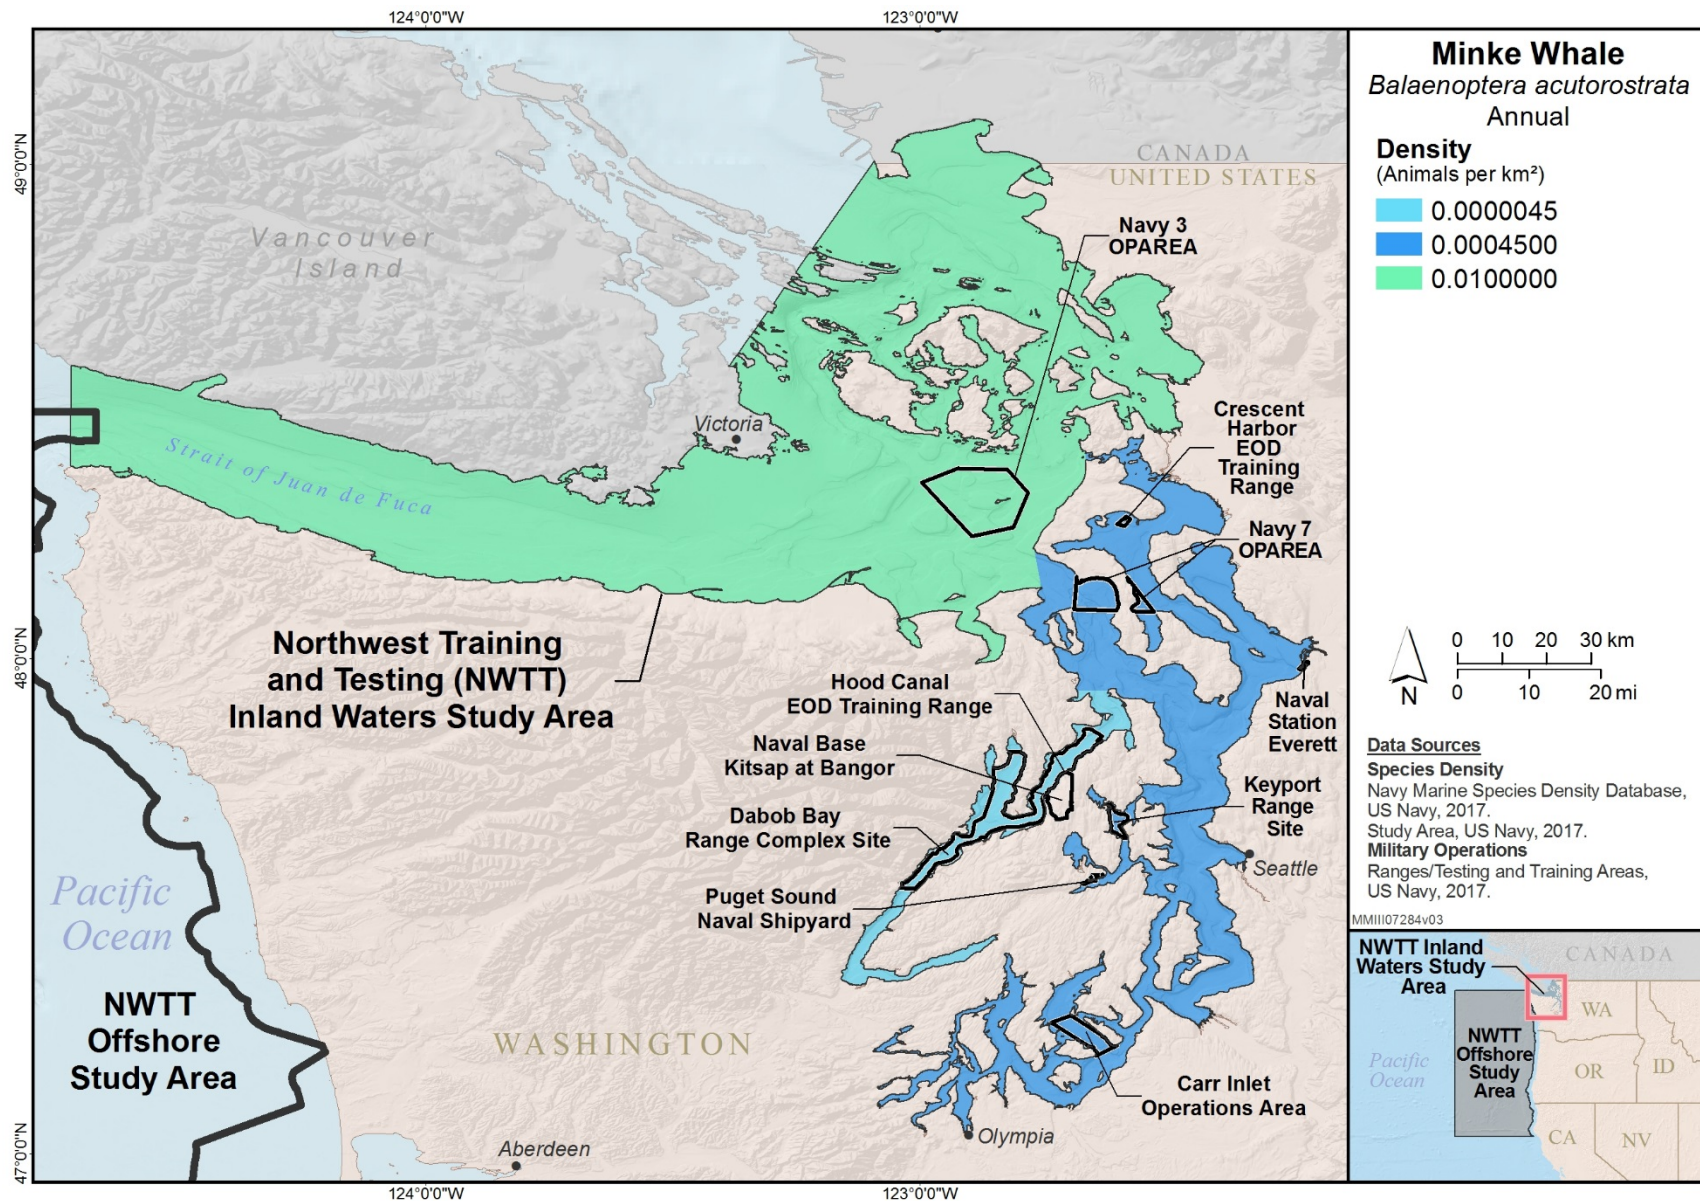 124°0'0"W
123°0'0"W
49°0'0"N
48°0'0"N
47°0'0"N
124°0'0"W
123°0'0"W
CANADA
UNITED STATES
Vancouver
Island
Navy 3
OPAREA
Victoria
Strait of Juan de Fuca
Crescent
Harbor
EOD
Training
Range
Navy 7
OPAREA
Northwest Training
and Testing (NWTT)
Inland Waters Study Area
Hood Canal
EOD Training Range
Naval
Station
Everett
Naval Base
Kitsap at Bangor
Keyport
Range
Site
Dabob Bay
Range Complex Site
Seattle
Puget Sound
Naval Shipyard
Pacific
Ocean
NWTT
Offshore
Study Area
WASHINGTON
Carr Inlet
Operations Area
Olympia
Aberdeen
Minke Whale
Balaenoptera acutorostrata
Annual
Density
(Animals per km²)
0.0000045
0.0004500
0.0100000
N
0 10 20 30 km
0 10 20 mi
Data Sources
Species Density
Navy Marine Species Density Database,
US Navy, 2017.
Study Area, US Navy, 2017.
Military Operations
Ranges/Testing and Training Areas,
US Navy, 2017.
MMIII07284v03
NWTT Inland
Waters Study
Area
CANADA
WA
NWTT
Offshore
Study
Area
Pacific
Ocean
OR
ID
CA
NV